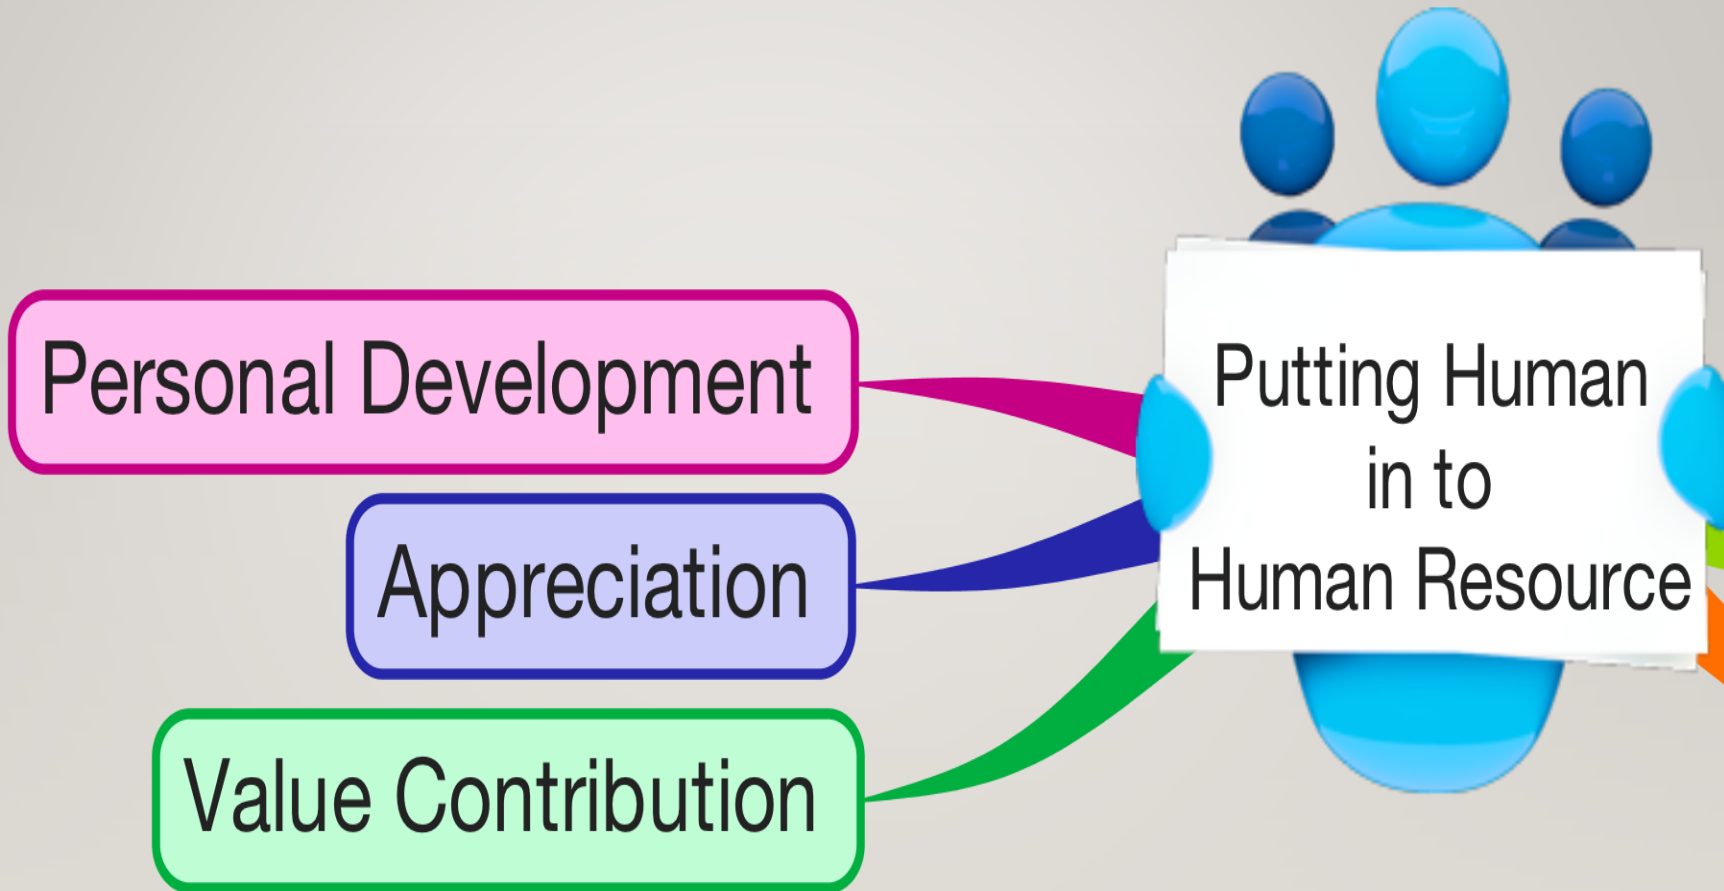 Personal Development
Appreciation
Value Contribution
Putting Human
in to
Human Resource